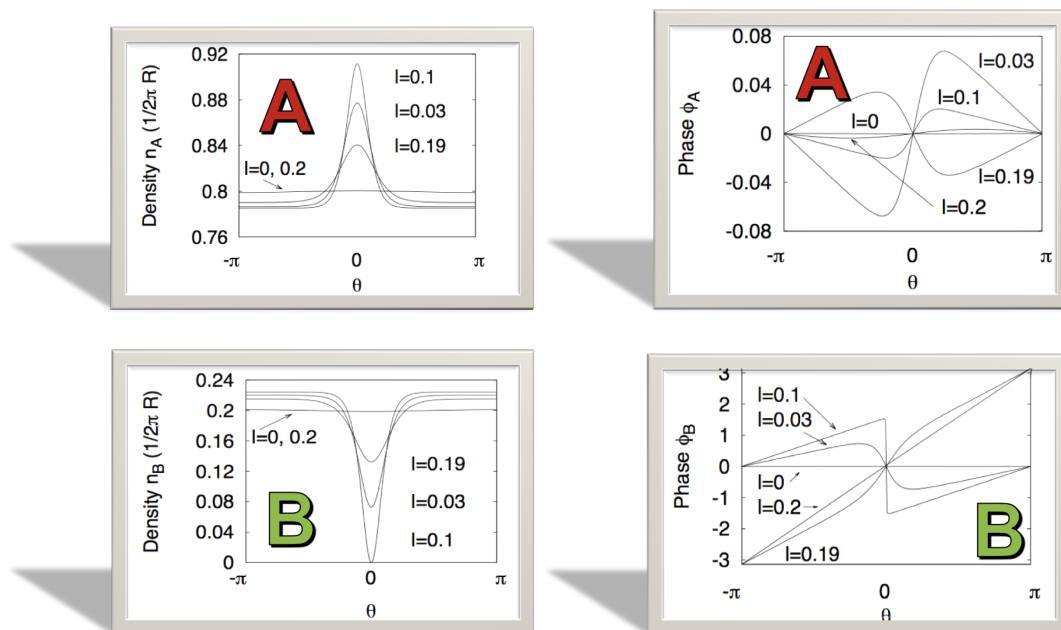 Density n_A (1/2π R)
0.92
0.88
0.84
0.8
0.76
A
l=0.1
l=0.03
l=0.19
l=0, 0.2
-π
0
π
θ
Phase ϕ_A
0.08
0.04
0
-0.04
-0.08
A
l=0.03
l=0.1
l=0
l=0.19
l=0.2
-π
0
π
θ
Density n_B (1/2π R)
0.24
0.2
0.16
0.12
0.08
0.04
0
l=0, 0.2
B
l=0.19
l=0.03
l=0.1
-π
0
π
θ
Phase ϕ_B
3
2
1
0
-1
-2
-3
l=0.1
l=0.03
l=0
l=0.2
l=0.19
B
-π
0
π
θ